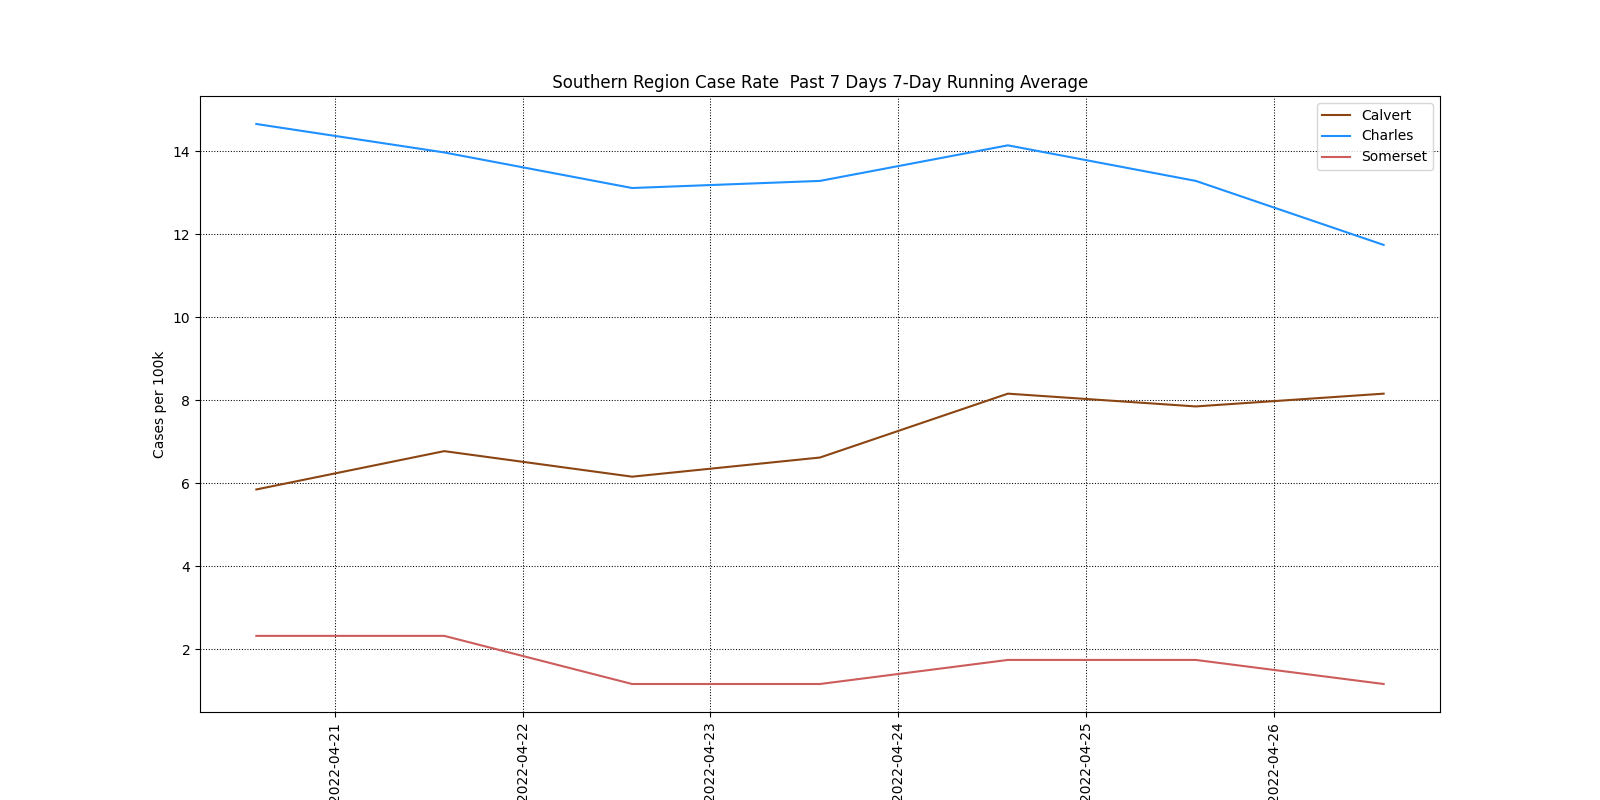 Southern Region Case Rate  Past 7 Days 7-Day Running Average
Calvert
Charles
Somerset
14
12
10
8
6
4
2
Cases per 100k
2022-04-21
2022-04-22
2022-04-23
2022-04-24
2022-04-25
2022-04-26